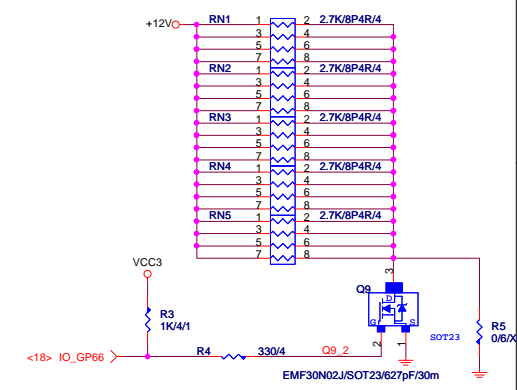 +12V RN1 1 2 2.7K/8P4R/4
3 4
5 6
7 8
RN2 1 2 2.7K/8P4R/4
3 4
5 6
7 8
RN3 1 2 2.7K/8P4R/4
3 4
5 6
7 8
RN4 1 2 2.7K/8P4R/4
3 4
5 6
7 8
RN5 1 2 2.7K/8P4R/4
3 4
5 6
7 8
VCC3
3
Q9
D
R3
1K/4/1
G S
R5
0/6/X
SOT23
2 1
<18> IO_GP66 R4 330/4 Q9_2
EMF30N02J/SOT23/627pF/30m